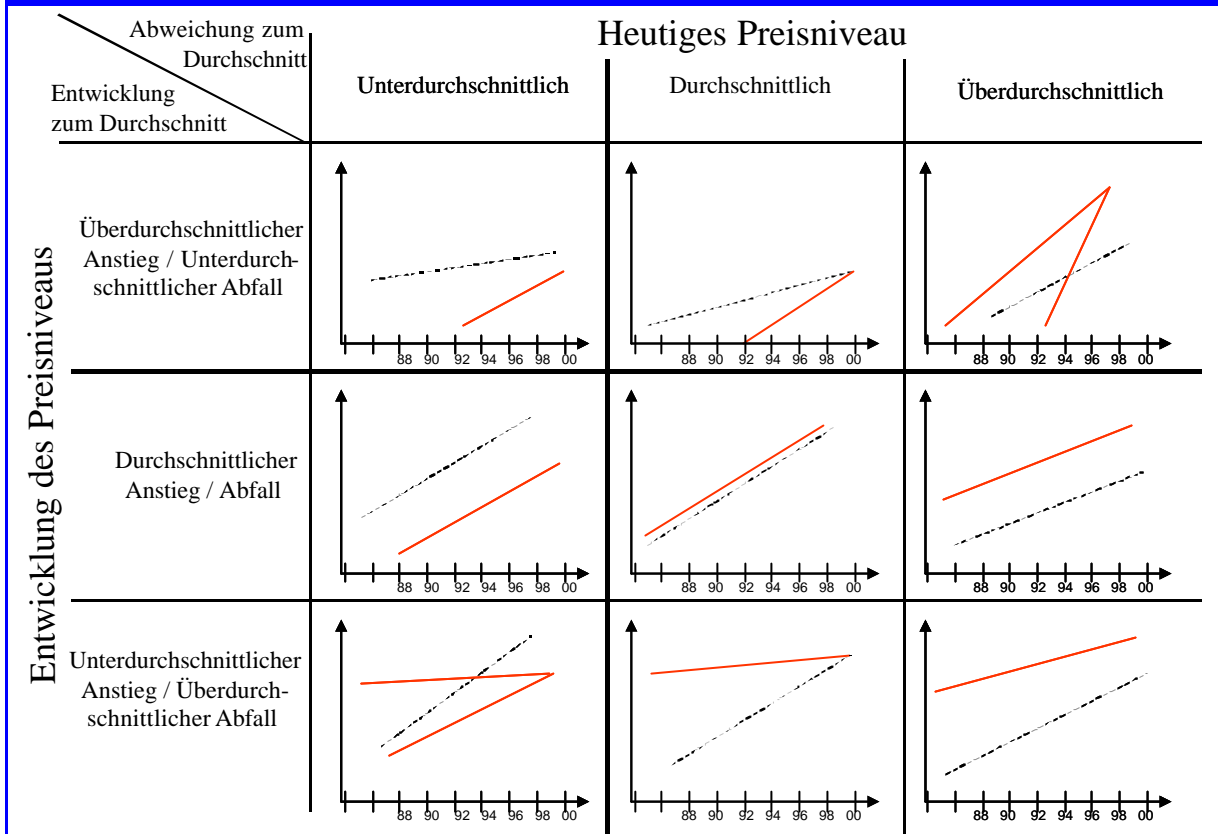 Abweichung zum
Durchschnitt
Entwicklung
zum Durchschnitt
Heutiges Preisniveau
Unterdurchschnittlich
Durchschnittlich
Überdurchschnittlich
Entwicklung des Preisniveaus
Überdurchschnittlicher
Anstieg / Unterdurch-
schnittlicher Abfall
88 90 92 94 96 98 00
88 90 92 94 96 98 00
88 90 92 94 96 98 00
Durchschnittlicher
Anstieg / Abfall
88 90 92 94 96 98 00
88 90 92 94 96 98 00
88 90 92 94 96 98 00
Unterdurchschnittlicher
Anstieg / Überdurch-
schnittlicher Abfall
88 90 92 94 96 98 00
88 90 92 94 96 98 00
88 90 92 94 96 98 00